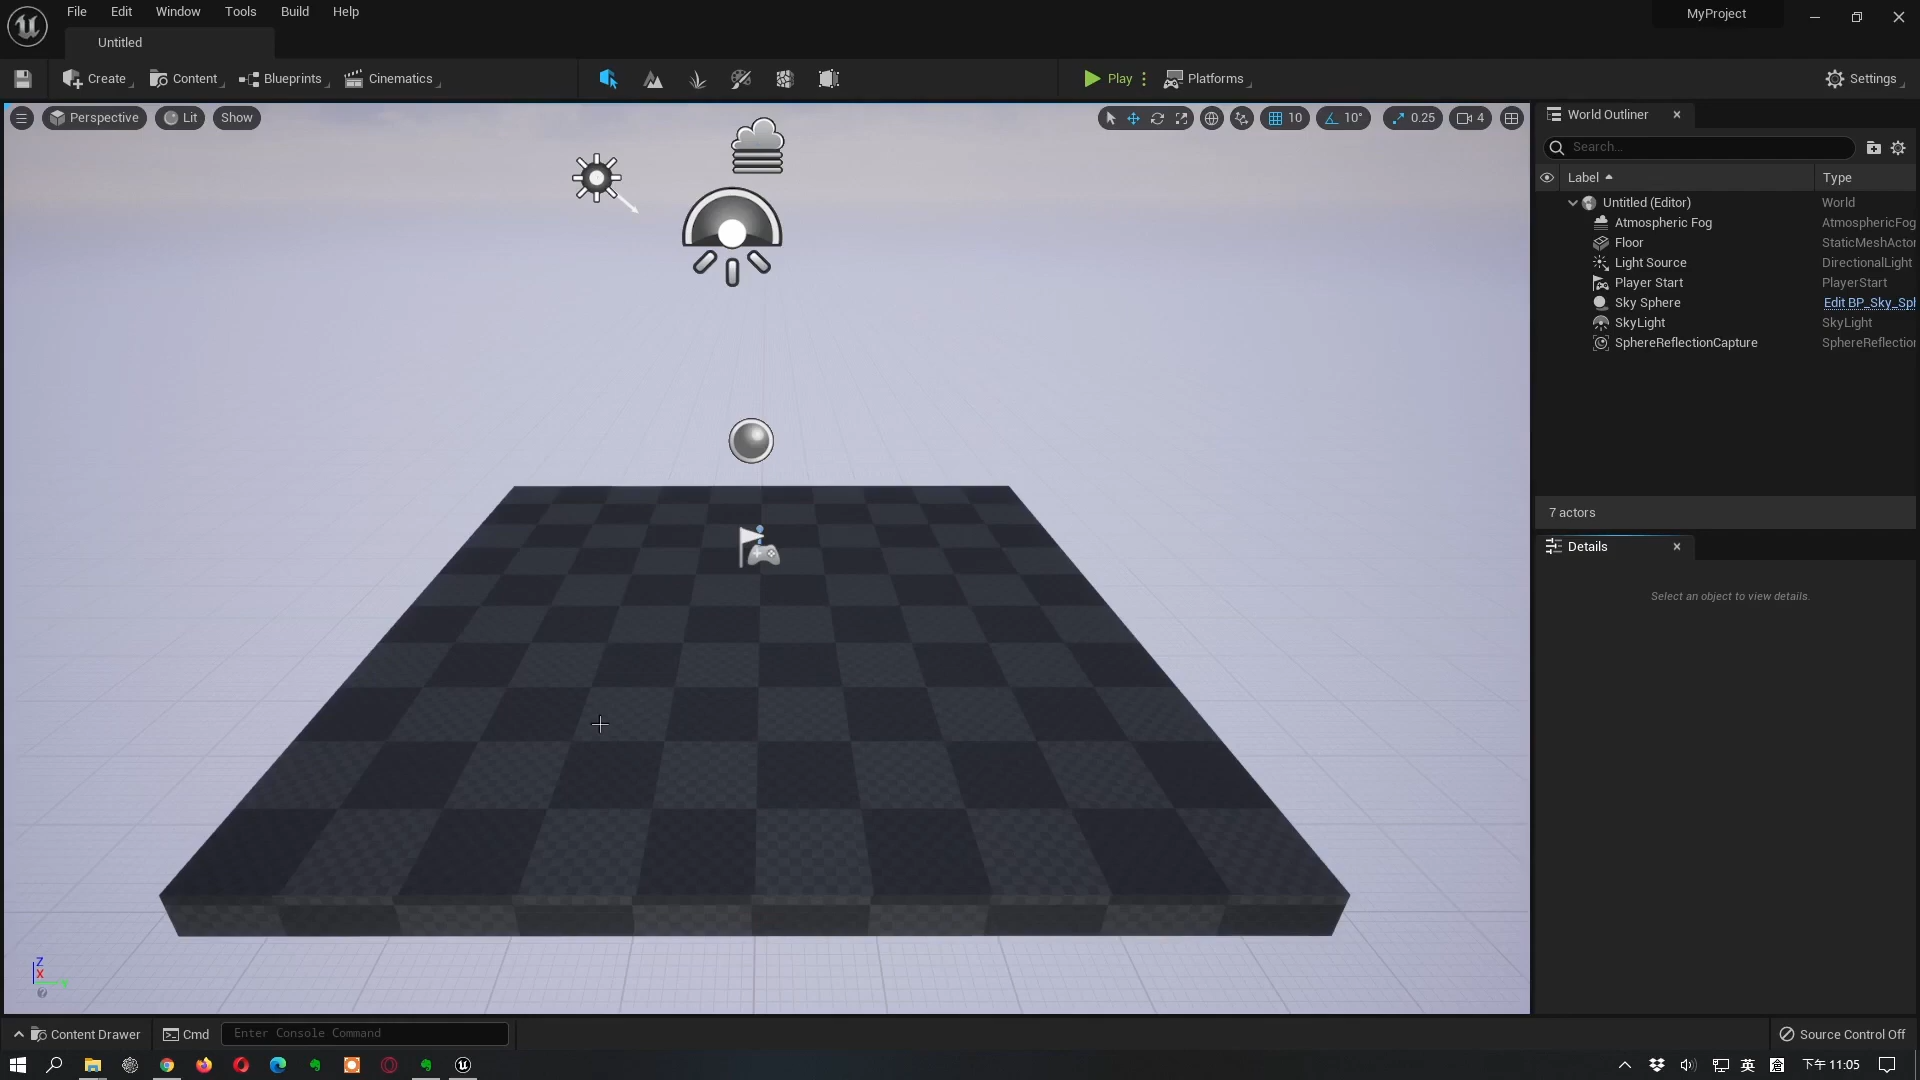 File Edit Window Tools Build Help
MyProject
Untitled
Create Content Blueprints Cinematics
Play Platforms
Settings
Perspective Lit Show
10 10° 0.25 4
World Outliner
Search...
Label Type
Untitled (Editor) World
Atmospheric Fog AtmosphericFog
Floor StaticMeshActor
Light Source DirectionalLight
Player Start PlayerStart
Sky Sphere Edit BP_Sky_Sph
SkyLight SkyLight
SphereReflectionCapture SphereReflection
7 actors
Details
Select an object to view details.
Z
X
Content Drawer Cmd Enter Console Command
Source Control Off
英 下午 11:05